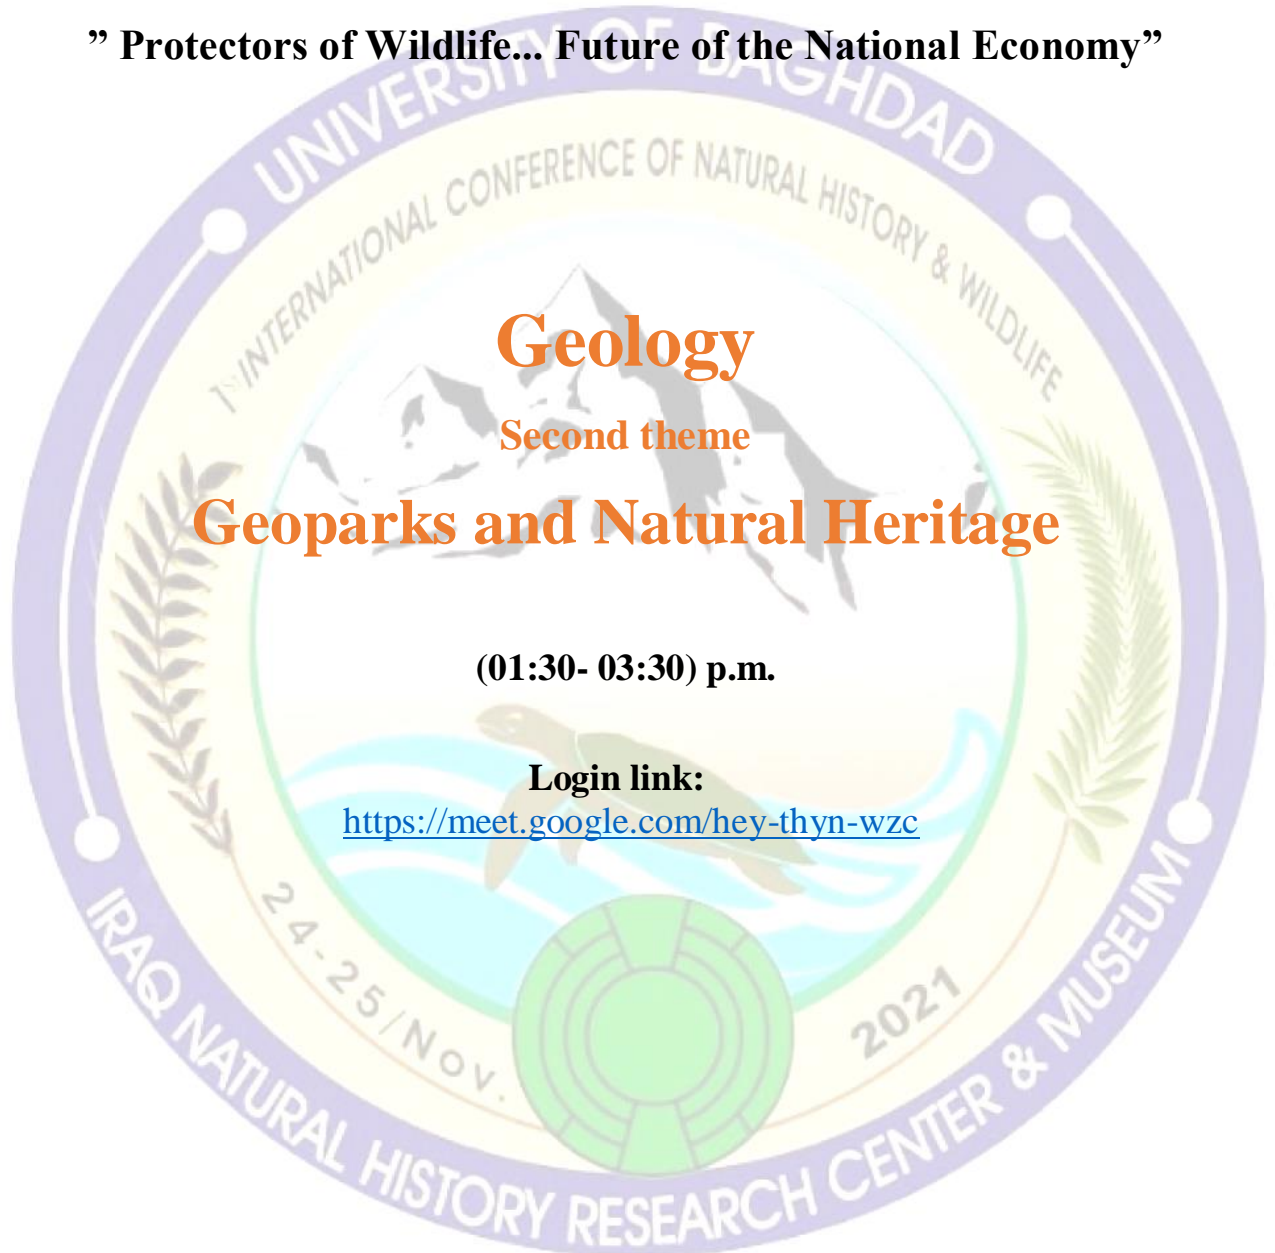 ” Protectors of Wildlife... Future of the National Economy”
UNIVERSITY OF BAGHDAD
1st INTERNATIONAL CONFERENCE OF NATURAL HISTORY & WILDLIFE
Geology
Second theme
Geoparks and Natural Heritage
(01:30- 03:30) p.m.
Login link:
https://meet.google.com/hey-thyn-wzc
24-25/Nov. 2021
IRAQ NATURAL HISTORY RESEARCH CENTER & MUSEUM